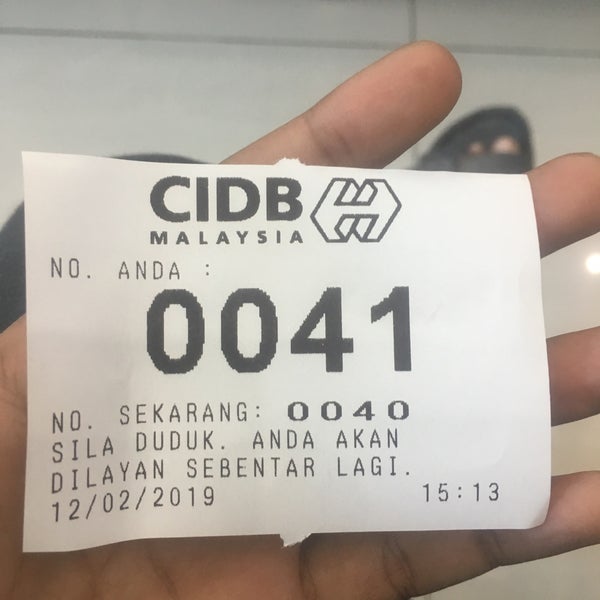 CIDB
MALAYSIA
NO. ANDA :
0041
NO. SEKARANG: 0040
SILA DUDUK. ANDA AKAN
DILAYAN SEBENTAR LAGI.
12/02/2019 15:13